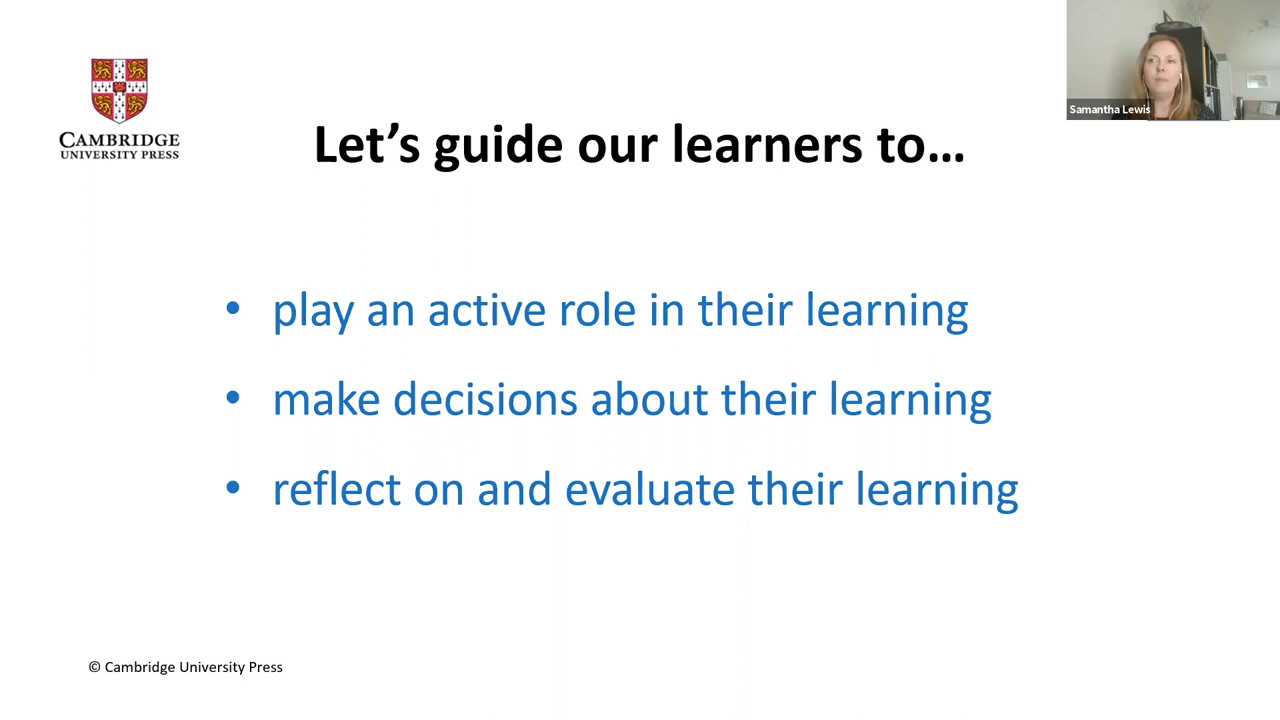 CAMBRIDGE
UNIVERSITY PRESS
Samantha Lewis
Let’s guide our learners to…
• play an active role in their learning
• make decisions about their learning
• reflect on and evaluate their learning
© Cambridge University Press